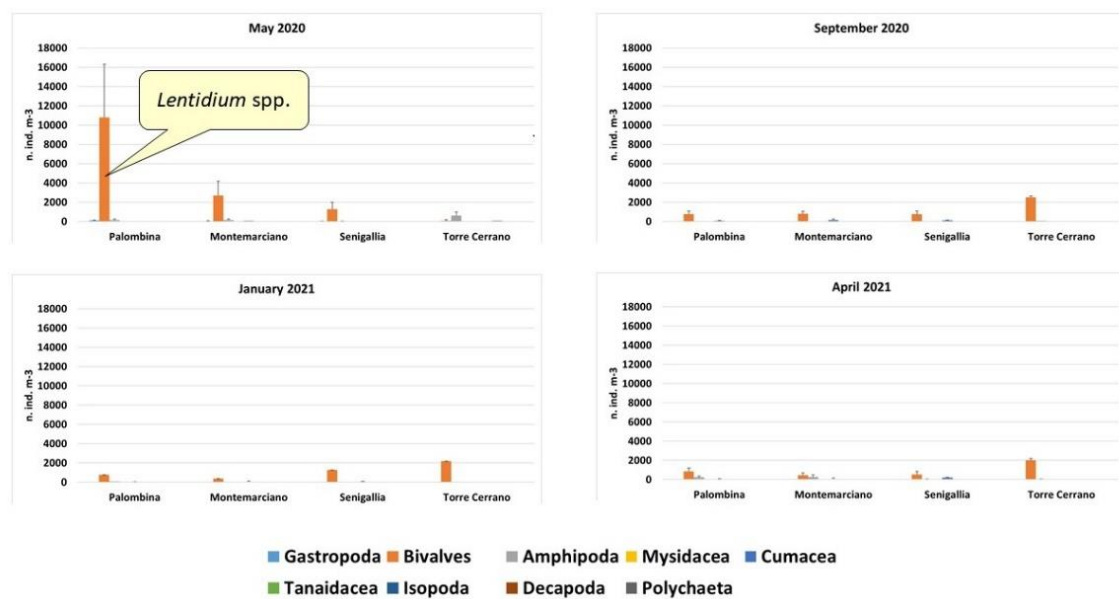 May 2020
18000
16000
14000
12000
10000
8000
6000
4000
2000
0
n. ind. m-3
Lentidium spp.
Palombina Montemarciano Senigallia Torre Cerrano
September 2020
18000
16000
14000
12000
10000
8000
6000
4000
2000
0
n. ind. m-3
Palombina Montemarciano Senigallia Torre Cerrano
January 2021
18000
16000
14000
12000
10000
8000
6000
4000
2000
0
n. ind. m-3
Palombina Montemarciano Senigallia Torre Cerrano
April 2021
18000
16000
14000
12000
10000
8000
6000
4000
2000
0
n. ind. m-3
Palombina Montemarciano Senigallia Torre Cerrano
Gastropoda Bivalves Amphipoda Mysidacea Cumacea
Tanaidacea Isopoda Decapoda Polychaeta